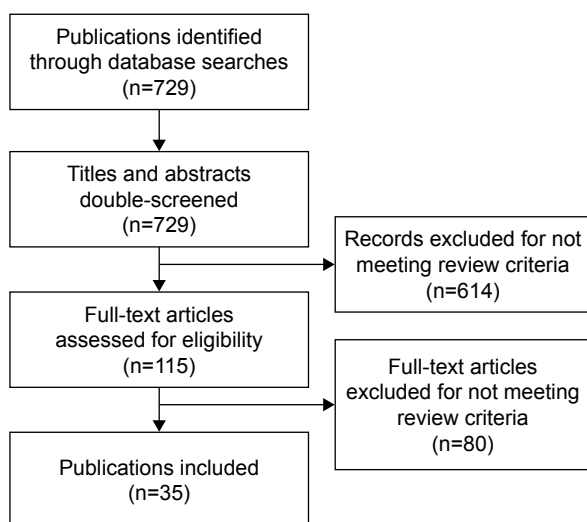 Publications identified
through database searches
(n=729)
Titles and abstracts
double-screened
(n=729)
Records excluded for not
meeting review criteria
(n=614)
Full-text articles
assessed for eligibility
(n=115)
Full-text articles
excluded for not meeting
review criteria
(n=80)
Publications included
(n=35)